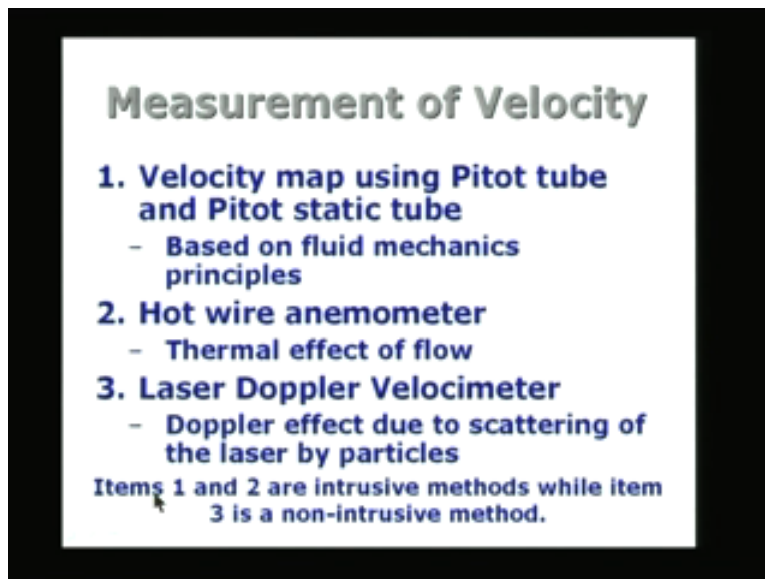 Measurement of Velocity
1. Velocity map using Pitot tube
and Pitot static tube
– Based on fluid mechanics
principles
2. Hot wire anemometer
– Thermal effect of flow
3. Laser Doppler Velocimeter
– Doppler effect due to scattering of
the laser by particles
Items 1 and 2 are intrusive methods while item
3 is a non-intrusive method.